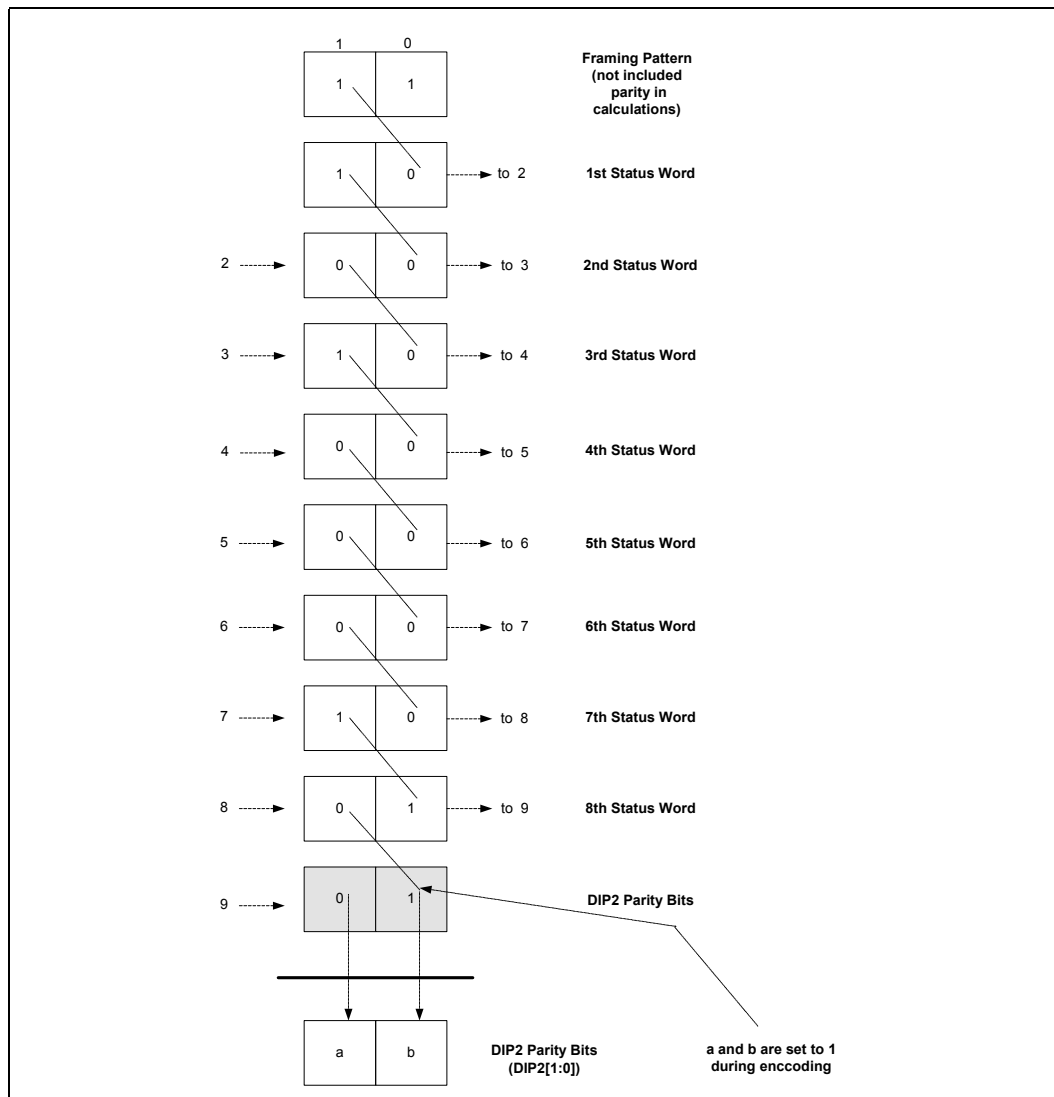 1 0
1 1
Framing Pattern
(not included
parity in
calculations)
1 0 to 2 1st Status Word
2 0 0 to 3 2nd Status Word
3 1 0 to 4 3rd Status Word
4 0 0 to 5 4th Status Word
5 0 0 to 6 5th Status Word
6 0 0 to 7 6th Status Word
7 1 0 to 8 7th Status Word
8 0 1 to 9 8th Status Word
9 0 1 DIP2 Parity Bits
a b
DIP2 Parity Bits
(DIP2[1:0])
a and b are set to 1
during enccoding